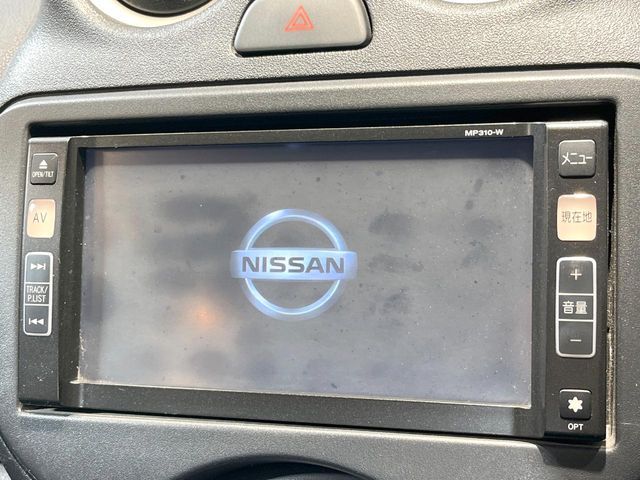 MP310-W
OPEN/TILT
AV
TRACK/
P.LIST
NISSAN
メニュー
現在地
+
音量
-
OPT